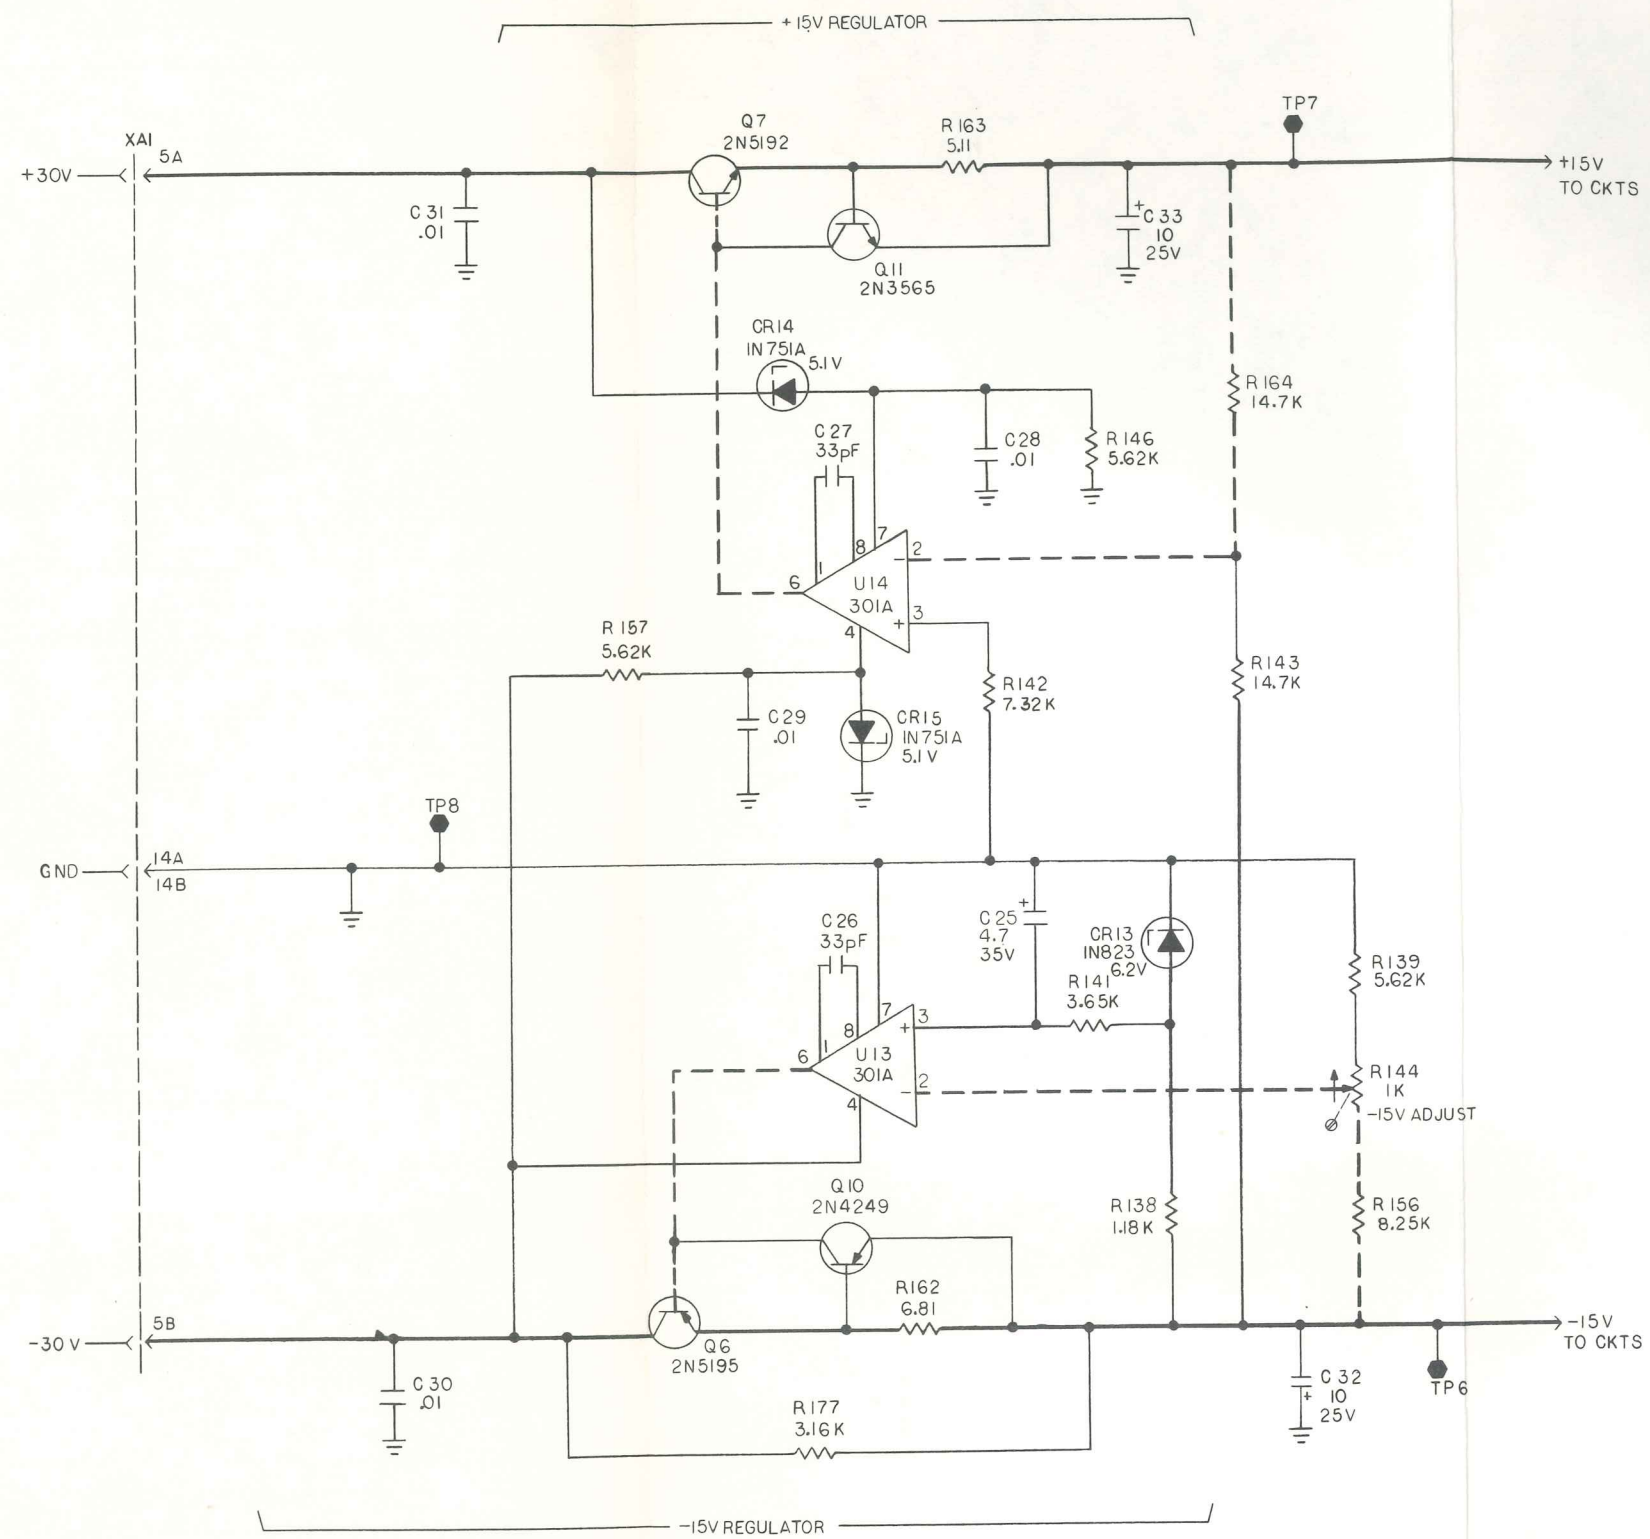 +15V REGULATOR
TP7
Q7
2N5192
R163
5.11
XA1
5A
+30V
+15V
TO CKTS
C31
.01
+
C33
10
25V
Q11
2N3565
CR14
1N751A
5.1V
R164
14.7K
C27
33pF
C28
.01
R146
5.62K
7
8
2
1
−
6
U14
301A
3
+
4
R157
5.62K
R143
14.7K
R142
7.32K
C29
.01
CR15
1N751A
5.1V
TP8
GND
14A
14B
C26
33pF
+
C25
4.7
35V
CR13
1N823
6.2V
R139
5.62K
R141
3.65K
7
8
3
+
1
6
U13
301A
2
−
4
R144
1K
-15V ADJUST
Q10
2N4249
R138
1.18K
R156
8.25K
R162
6.81
5B
-30V
-15V
TO CKTS
Q6
2N5195
C30
.01
C32
+
10
25V
TP6
R177
3.16K
-15V REGULATOR